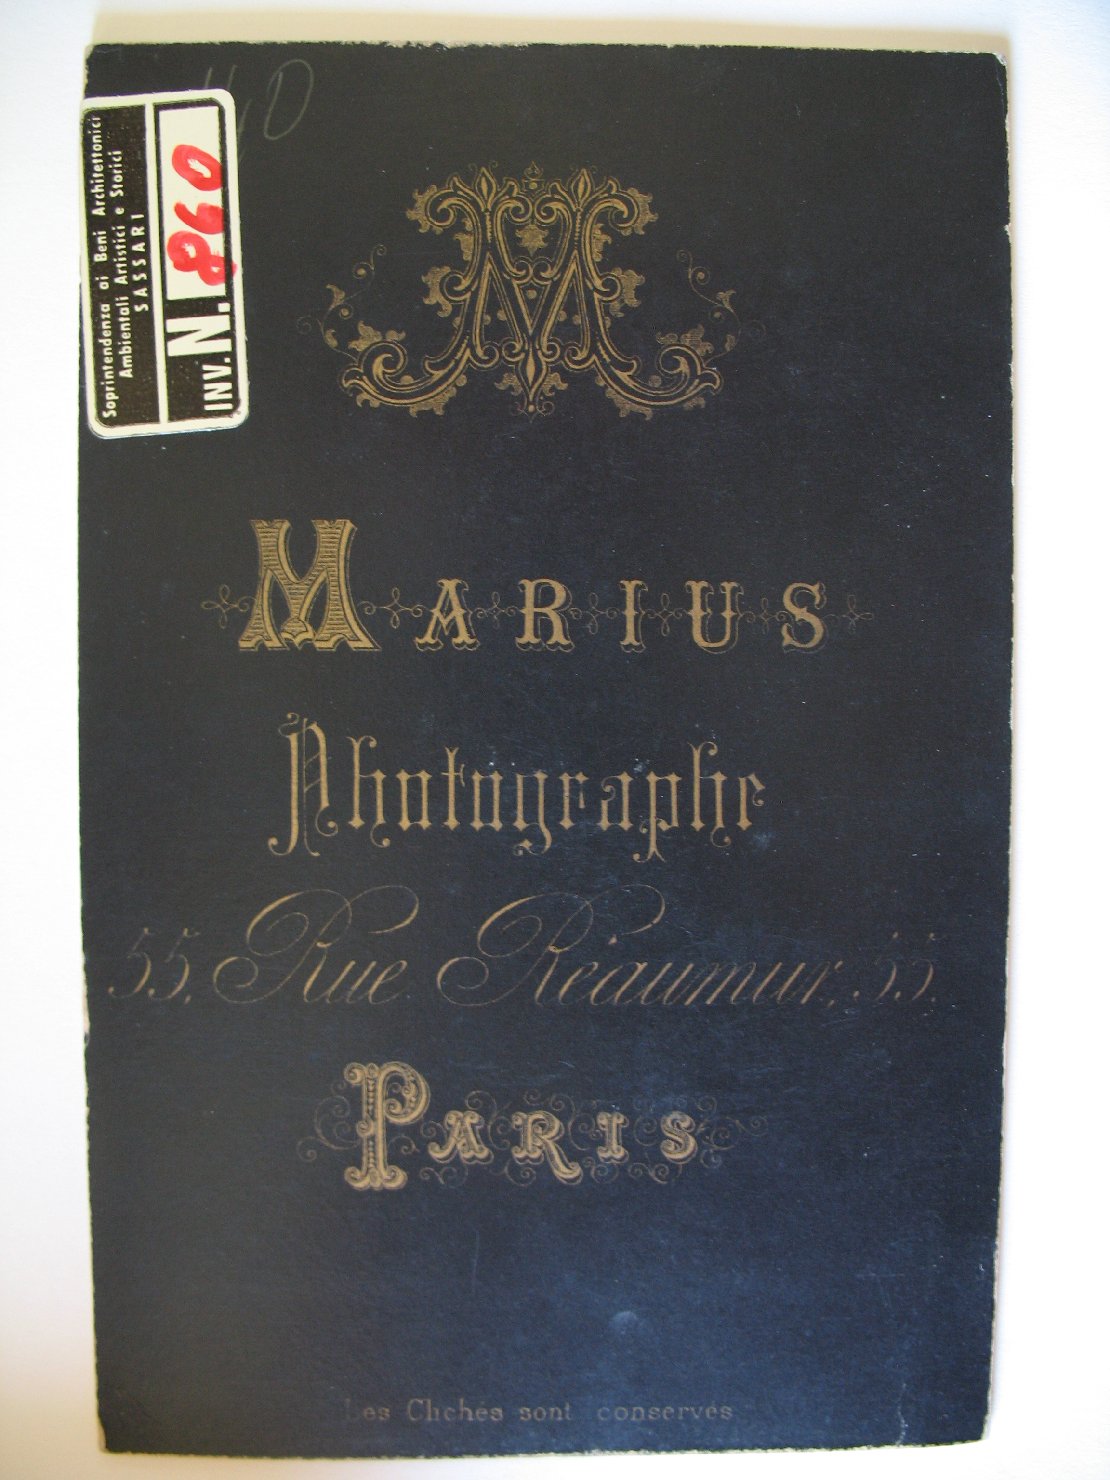 Soprintendenza ai Beni Architettonici
Ambientali Artistici e Storici
SASSARI
INV. N. 860
M
MARIUS
Photographe
55, Rue Réaumur, 55.
PARIS
Les Clichés sont conservés